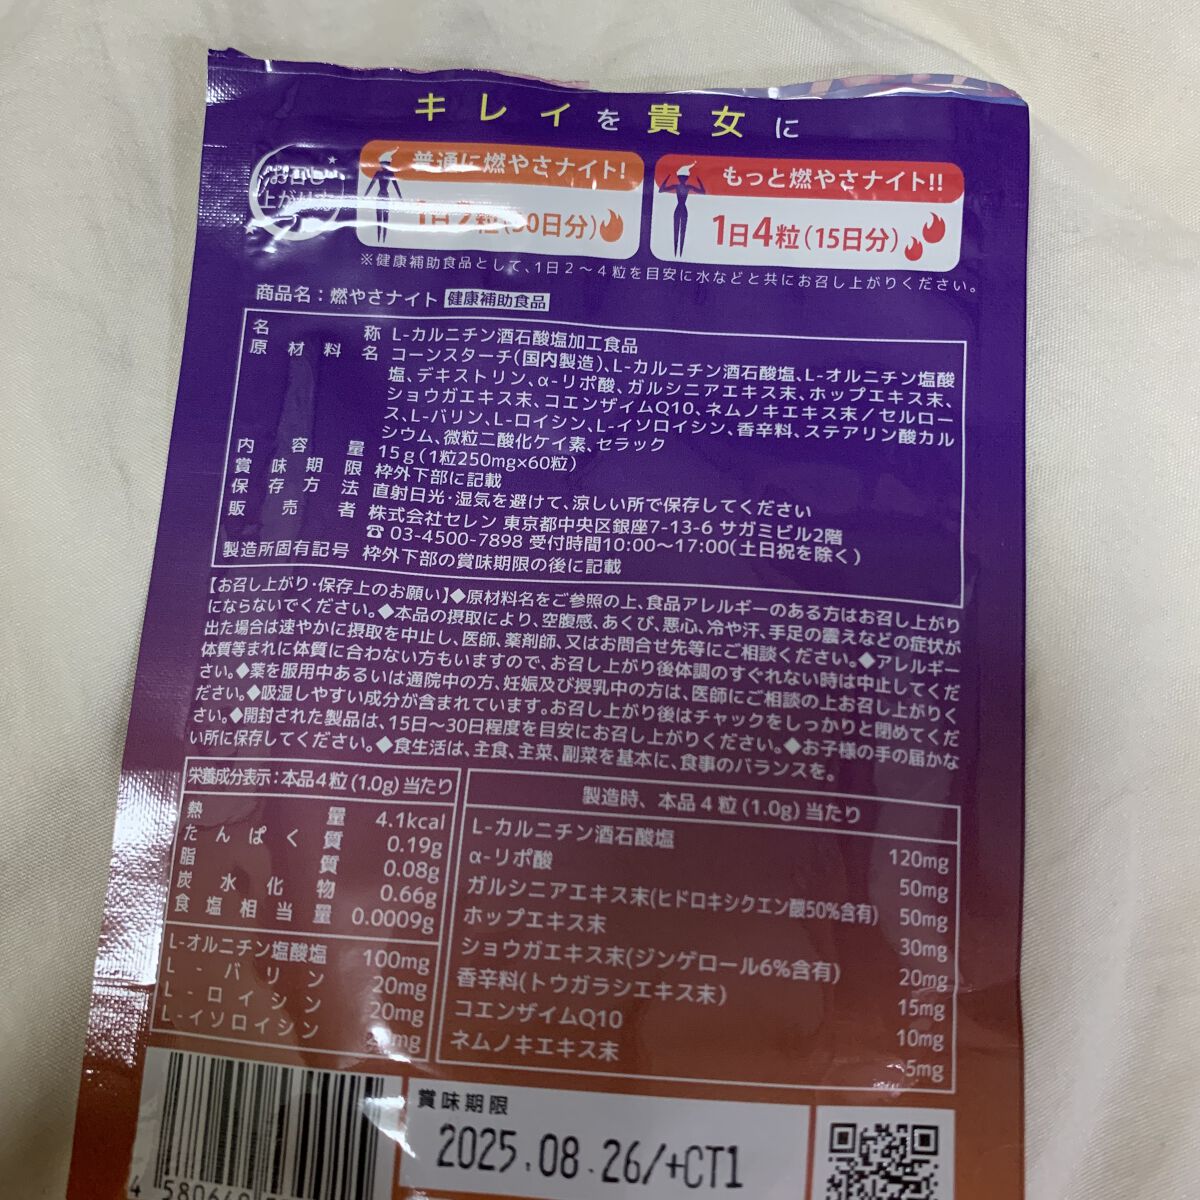 キレイを貴女に
お召し
上がり方
普通に燃やさナイト!
1日2粒(30日分)
もっと燃やさナイト!!
1日4粒(15日分)
※健康補助食品として、1日2~4粒を目安に水などと共にお召し上がりください。
商品名:燃やさナイト 健康補助食品
名称 L-カルニチン酒石酸塩加工食品
原材料名 コーンスターチ(国内製造)、L-カルニチン酒石酸塩、L-オルニチン塩酸
塩、デキストリン、α-リポ酸、ガルシニアエキス末、ホップエキス末、
ショウガエキス末、コエンザイムQ10、ネムノキエキス末/セルロー
ス、L-バリン、L-ロイシン、L-イソロイシン、香辛料、ステアリン酸カル
シウム、微粒二酸化ケイ素、セラック
内容量 15g(1粒250mg×60粒)
賞味期限 枠外下部に記載
保存方法 直射日光・湿気を避けて、涼しい所で保存してください
販売者 株式会社セレン 東京都中央区銀座7-13-6 サガミビル2階
☎ 03-4500-7898 受付時間10:00~17:00(土日祝を除く)
製造所固有記号 枠外下部の賞味期限の後に記載
【お召し上がり・保存上のお願い】◆原材料名をご参照の上、食品アレルギーのある方はお召し上がり
にならないでください。◆本品の摂取により、空腹感、あくび、悪心、冷や汗、手足の震えなどの症状が
出た場合は速やかに摂取を中止し、医師、薬剤師、又はお問合せ先等にご相談ください。◆アレルギー
体質等まれに体質に合わない方もいますので、お召し上がり後体調のすぐれない時は中止してくだ
さい。◆薬を服用中あるいは通院中の方、妊娠及び授乳中の方は、医師にご相談の上お召し上がりく
ださい。◆吸湿しやすい成分が含まれています。お召し上がり後はチャックをしっかりと閉めてくだ
さい。◆開封された製品は、15日~30日程度を目安にお召し上がりください。◆お子様の手の届かな
い所に保存してください。◆食生活は、主食、主菜、副菜を基本に、食事のバランスを。
栄養成分表示:本品4粒(1.0g)当たり
熱量 4.1kcal
たんぱく質 0.19g
脂質 0.08g
炭水化物 0.66g
食塩相当量 0.0009g
L-オルニチン塩酸塩 100mg
L-バリン 20mg
L-ロイシン 20mg
L-イソロイシン mg
製造時、本品4粒(1.0g)当たり
L-カルニチン酒石酸塩 120mg
α-リポ酸 50mg
ガルシニアエキス末(ヒドロキシクエン酸50%含有) 50mg
ホップエキス末 30mg
ショウガエキス末(ジンゲロール6%含有) 20mg
香辛料(トウガラシエキス末) 15mg
コエンザイムQ10 10mg
ネムノキエキス末 5mg
賞味期限
2025.08.26/+CT1